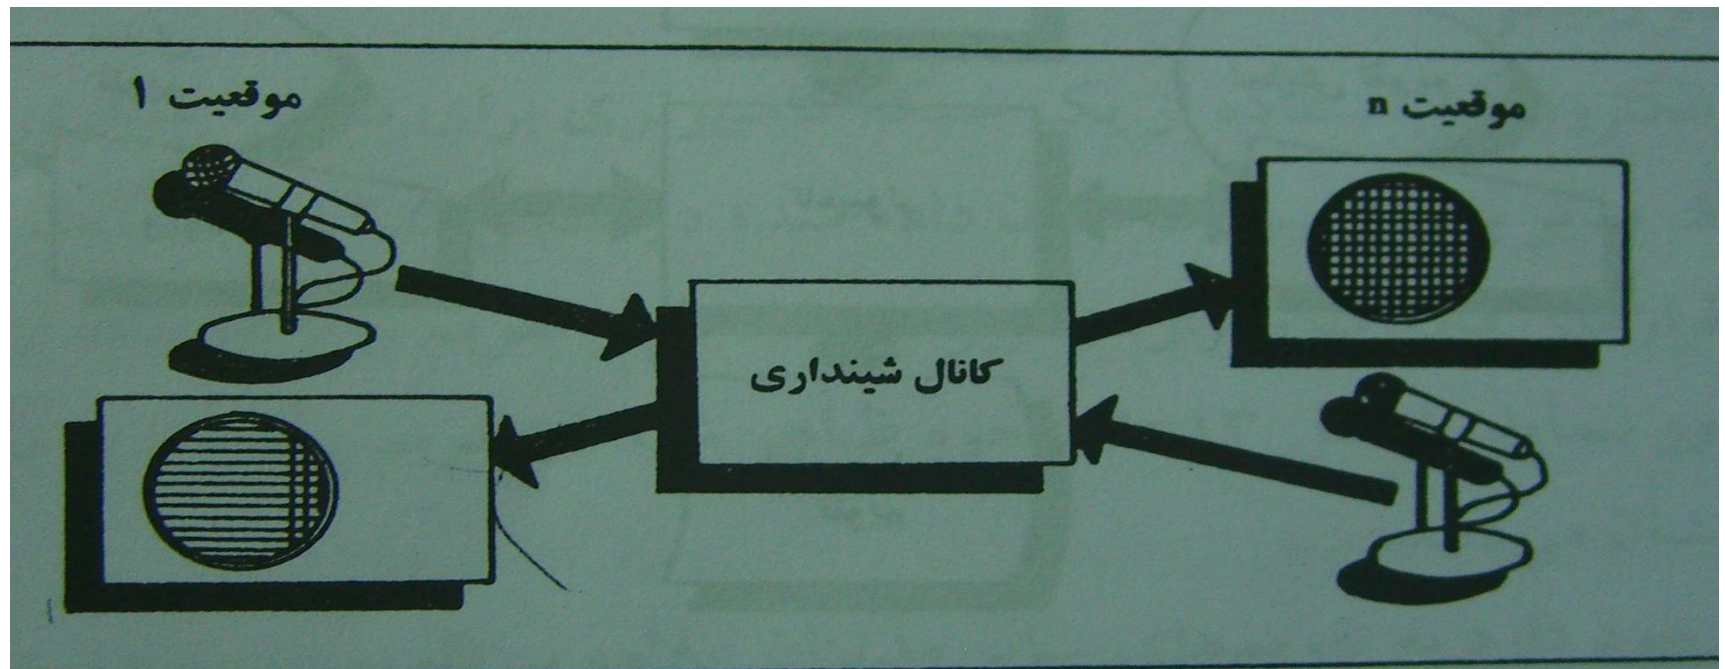 موقعیت ۱
موقعیت n
کانال شینداری